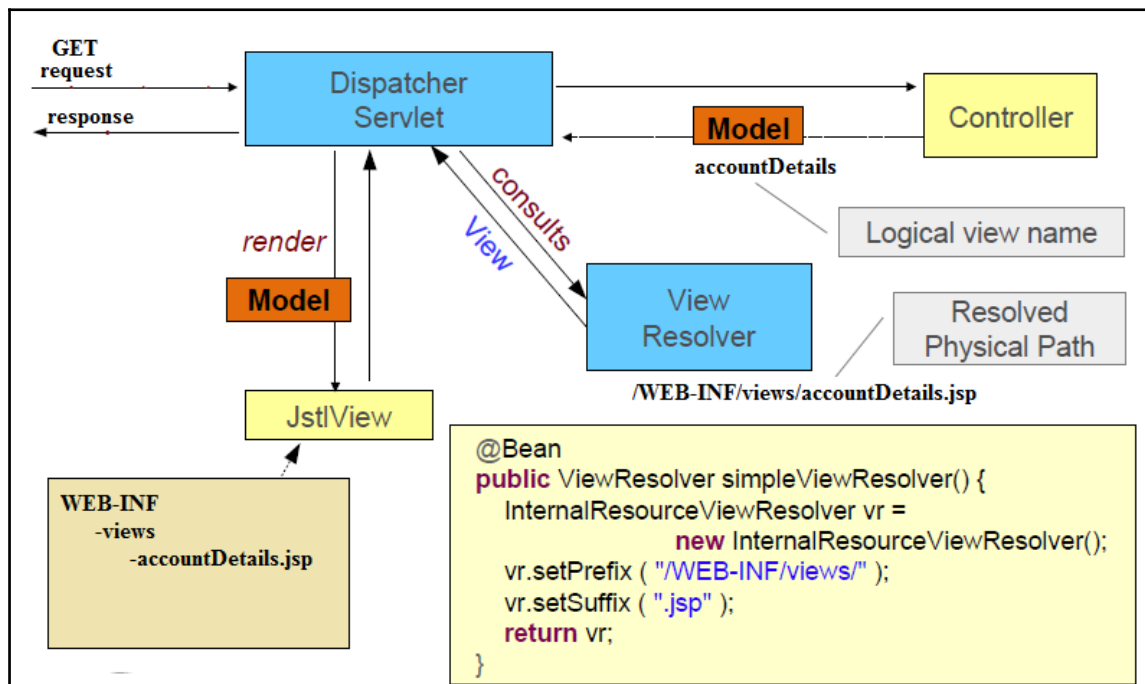 GET
request
response
Dispatcher
Servlet
Model
accountDetails
Controller
Logical view name
render
Model
consults
View
View
Resolver
Resolved
Physical Path
/WEB-INF/views/accountDetails.jsp
JstlView
WEB-INF
-views
-accountDetails.jsp
@Bean
public ViewResolver simpleViewResolver() {
InternalResourceViewResolver vr =
new InternalResourceViewResolver();
vr.setPrefix ( "/WEB-INF/views/" );
vr.setSuffix ( ".jsp" );
return vr;
}